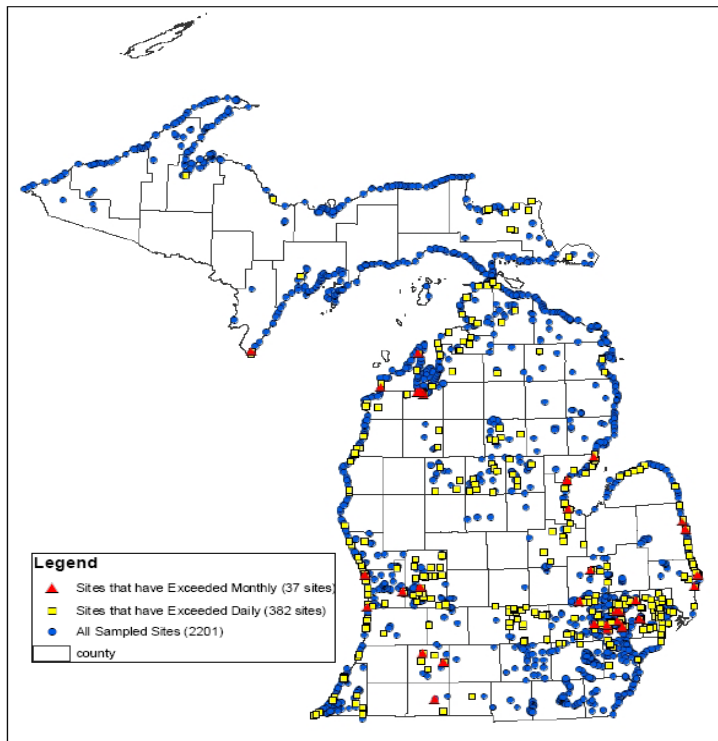 Legend
Sites that have Exceeded Monthly (37 sites)
Sites that have Exceeded Daily (382 sites)
All Sampled Sites (2201)
county